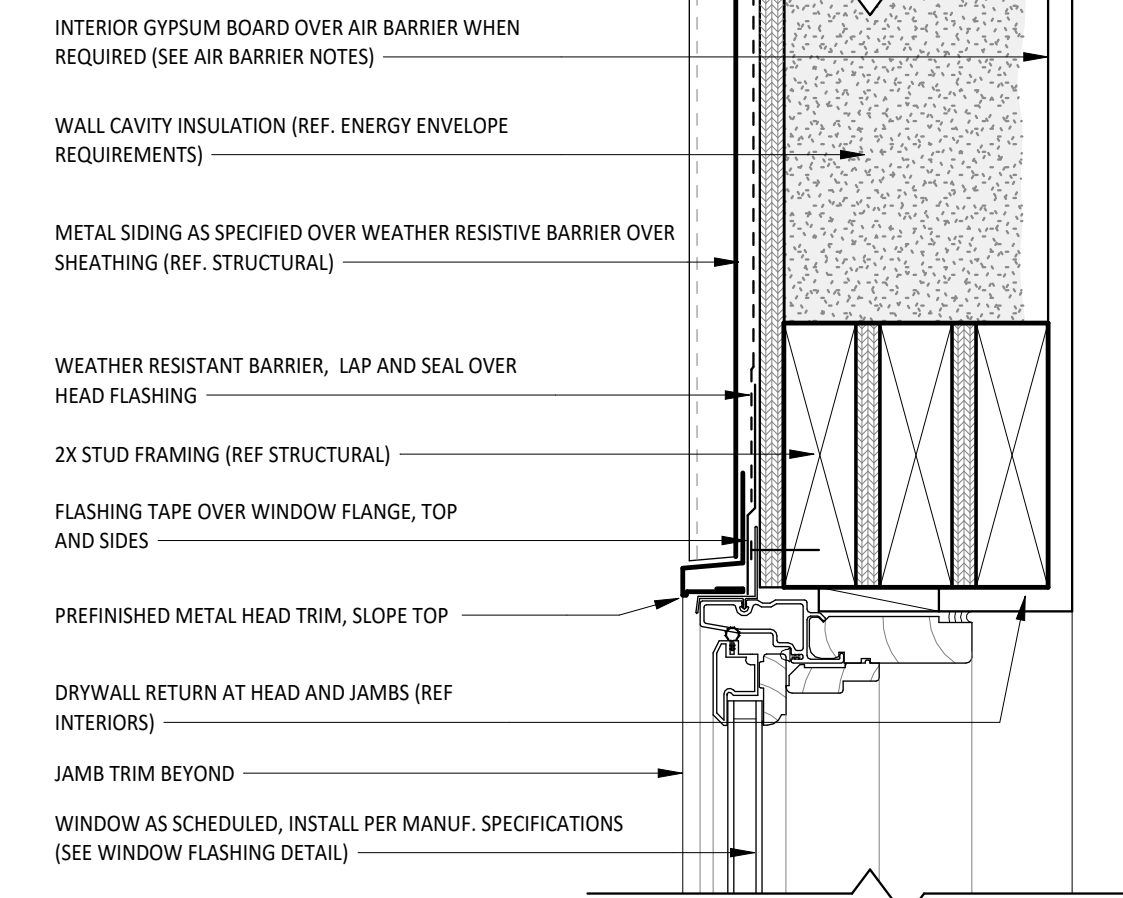 INTERIOR GYPSUM BOARD OVER AIR BARRIER WHEN
REQUIRED (SEE AIR BARRIER NOTES)
WALL CAVITY INSULATION (REF. ENERGY ENVELOPE
REQUIREMENTS)
METAL SIDING AS SPECIFIED OVER WEATHER RESISTIVE BARRIER OVER
SHEATHING (REF. STRUCTURAL)
WEATHER RESISTANT BARRIER, LAP AND SEAL OVER
HEAD FLASHING
2X STUD FRAMING (REF STRUCTURAL)
FLASHING TAPE OVER WINDOW FLANGE, TOP
AND SIDES
PREFINISHED METAL HEAD TRIM, SLOPE TOP
DRYWALL RETURN AT HEAD AND JAMBS (REF
INTERIORS)
JAMB TRIM BEYOND
WINDOW AS SCHEDULED, INSTALL PER MANUF. SPECIFICATIONS
(SEE WINDOW FLASHING DETAIL)